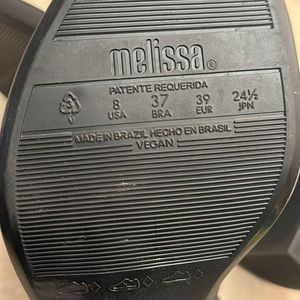 melissa®
PATENTE REQUERIDA
8 37 39 24½
USA BRA EUR JPN
MADE IN BRAZIL HECHO EN BRASIL
VEGAN